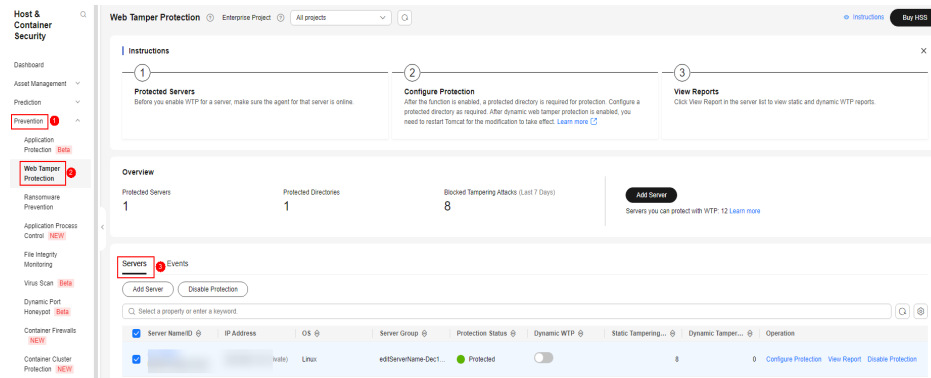 Host &
Container
Security
Dashboard
Asset Management
Prediction
Prevention 1
Application
Protection Beta
Web Tamper
Protection 2
Ransomware
Prevention
Application Process
Control NEW
File Integrity
Monitoring
Virus Scan Beta
Dynamic Port
Honeypot Beta
Container Firewalls
NEW
Container Cluster
Protection NEW
Web Tamper Protection ? Enterprise Project ? All projects
Instructions Buy HSS
Instructions
1
Protected Servers
Before you enable WTP for a server, make sure the agent for that server is online.
2
Configure Protection
After the function is enabled, a protected directory is required for protection. Configure a
protected directory as required. After dynamic web tamper protection is enabled, you
need to restart Tomcat for the modification to take effect. Learn more
3
View Reports
Click View Report in the server list to view static and dynamic WTP reports.
Overview
Protected Servers
1
Protected Directories
1
Blocked Tampering Attacks (Last 7 Days)
8
Add Server
Servers you can protect with WTP: 12 Learn more
Servers 3 Events
Add Server Disable Protection
Select a property or enter a keyword.
Server Name/ID IP Address OS Server Group Protection Status Dynamic WTP Static Tampering... Dynamic Tamper... Operation
ivate) Linux editServerName-Dec1... Protected 8 0 Configure Protection View Report Disable Protection